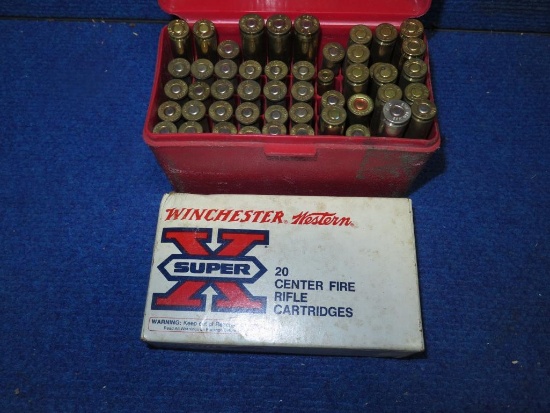 WINCHESTER Western
X
SUPER
20
CENTER FIRE
RIFLE
CARTRIDGES
WARNING: Keep out of Reach